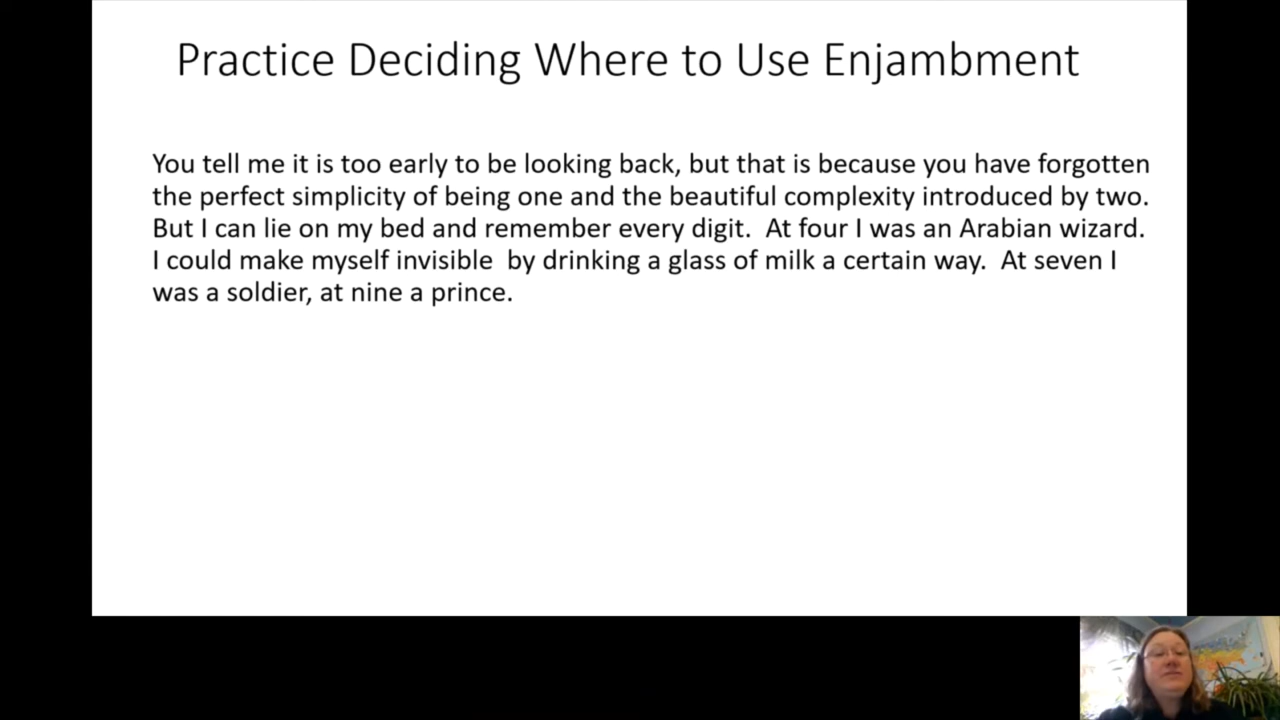 Practice Deciding Where to Use Enjambment
You tell me it is too early to be looking back, but that is because you have forgotten
the perfect simplicity of being one and the beautiful complexity introduced by two.
But I can lie on my bed and remember every digit.  At four I was an Arabian wizard.
I could make myself invisible  by drinking a glass of milk a certain way.  At seven I
was a soldier, at nine a prince.